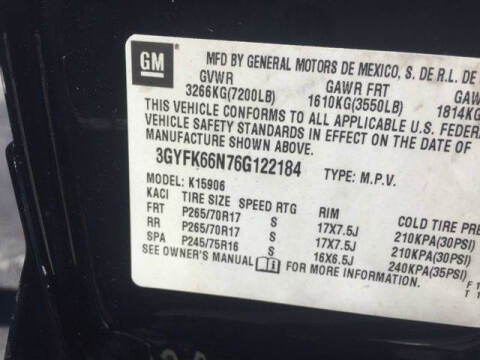 GM
MFD BY GENERAL MOTORS DE MEXICO, S. DE R.L. DE
GVWR GAWR FRT GAW
3266KG(7200LB) 1610KG(3550LB) 1814KG
THIS VEHICLE CONFORMS TO ALL APPLICABLE U.S. FEDERA
VEHICLE SAFETY STANDARDS IN EFFECT ON THE DATE O
MANUFACTURE SHOWN ABOVE.
3GYFK66N76G122184 TYPE: M.P.V.
MODEL: K15906
KACI TIRE SIZE SPEED RTG RIM COLD TIRE PRE
FRT P265/70R17 S 17X7.5J 210KPA(30PSI)
RR P265/70R17 S 17X7.5J 210KPA(30PSI)
SPA P245/75R16 S 16X6.5J 240KPA(35PSI)
SEE OWNER'S MANUAL FOR MORE INFORMATION.
F 1
T 1